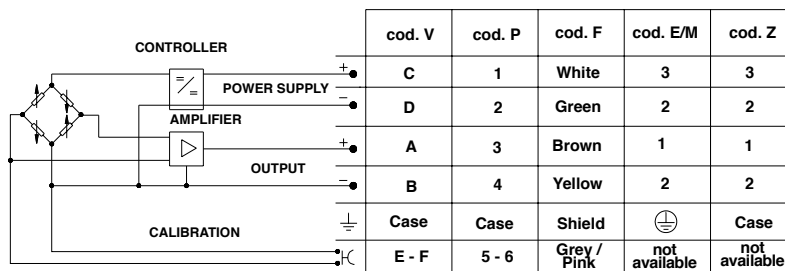 cod. V cod. P cod. F cod. E/M cod. Z
CONTROLLER
+ C 1 White 3 3
POWER SUPPLY
− D 2 Green 2 2
AMPLIFIER
+ A 3 Brown 1 1
OUTPUT
− B 4 Yellow 2 2
Case Case Shield Case
CALIBRATION
E - F 5 - 6 Grey / Pink not available not available